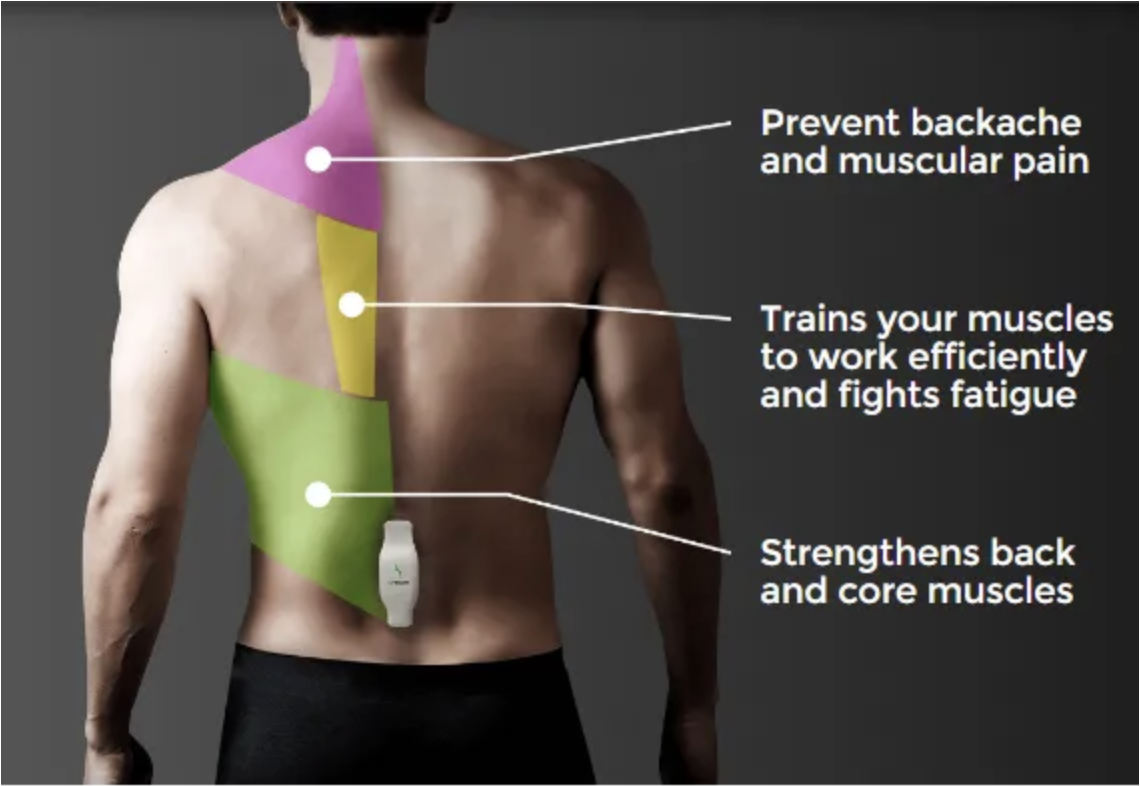 Prevent backache
and muscular pain
Trains your muscles
to work efficiently
and fights fatigue
Strengthens back
and core muscles